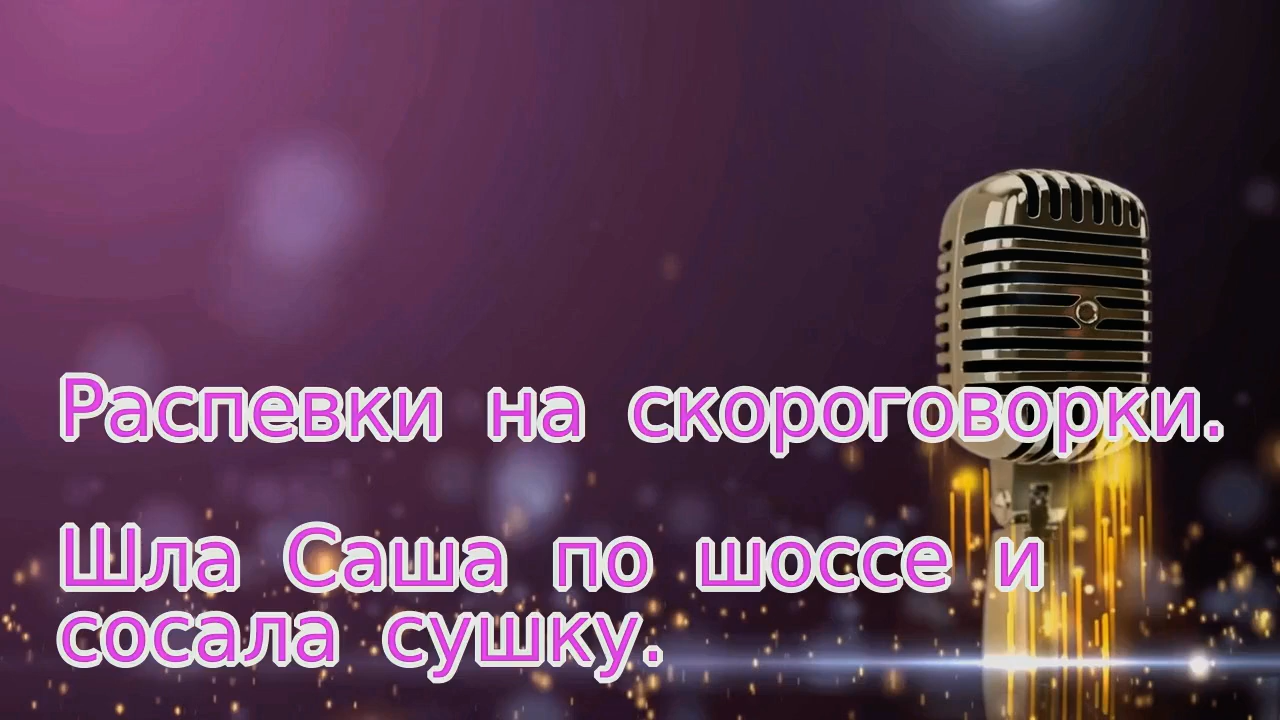 Распевки на скороговорки.
Шла Саша по шоссе и
сосала сушку.